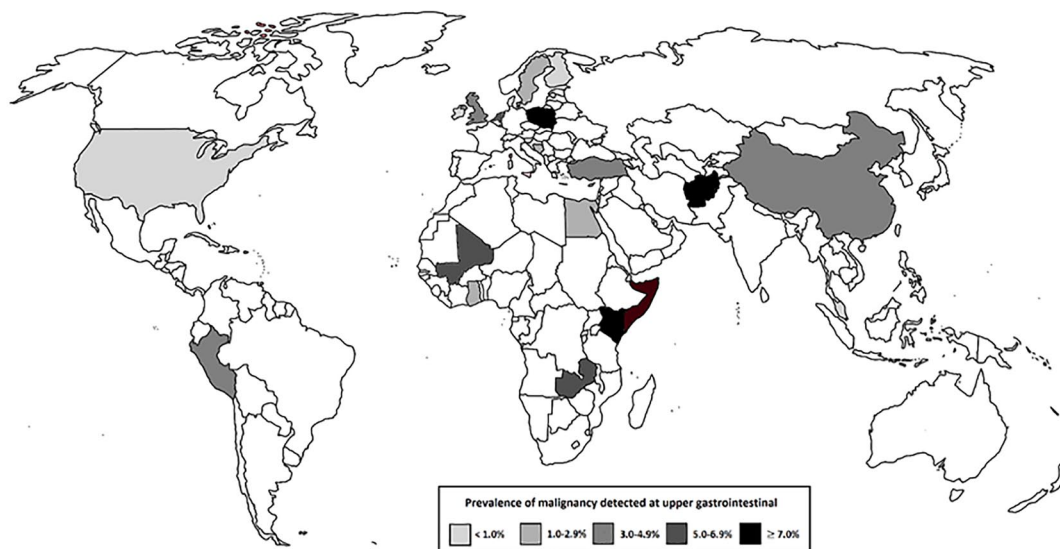 Prevalence of malignancy detected at upper gastrointestinal
< 1.0% 1.0-2.9% 3.0-4.9% 5.0-6.9% ≥ 7.0%